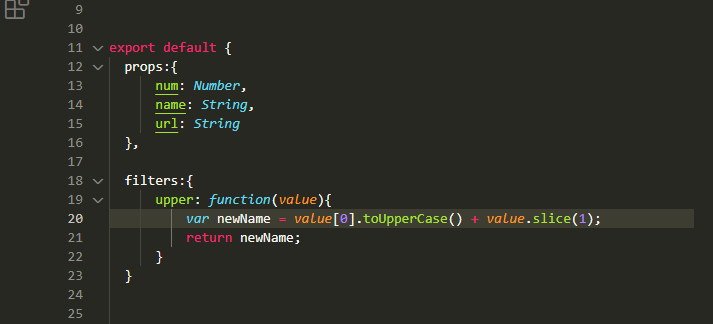 9
10
11 export default {
12 props:{
13 num: Number,
14 name: String,
15 url: String
16 },
17
18 filters:{
19 upper: function(value){
20 var newName = value[0].toUpperCase() + value.slice(1);
21 return newName;
22 }
23 }
24
25